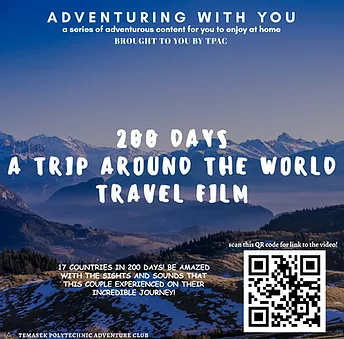 ADVENTURING WITH YOU
a series of adventurous content for you to enjoy at home
BROUGHT TO YOU BY TPAC
200 DAYS
A TRIP AROUND THE WORLD
TRAVEL FILM
scan this QR code for link to the video!
17 COUNTRIES IN 200 DAYS! BE AMAZED
WITH THE SIGHTS AND SOUNDS THAT
THIS COUPLE EXPERIENCED ON THEIR
INCREDIBLE JOURNEY!
TEMASEK POLYTECHNIC ADVENTURE CLUB